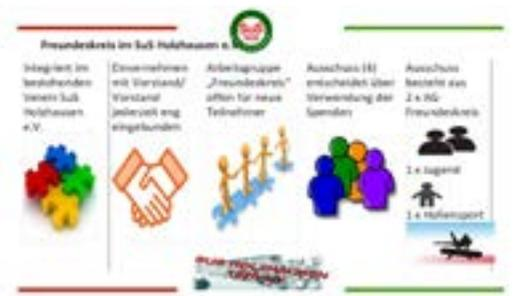 Freundeskreis im SuS Holzhausen e.
Integriert im
bestehenden
Verein SuS
Holzhausen
e.V.
Einvernehmen
mit Vorstand/
Vorstand
jederzeit eng
eingebunden
Arbeitsgruppe
„Freundeskreis“
offen für neue
Teilnehmer
Ausschuss (4)
entscheidet über
Verwendung der
Spenden
Ausschuss
besteht aus
2 x AG
Freundeskreis
1 x Jugend
1 x Hallensport
SUS HOLZHAUSEN